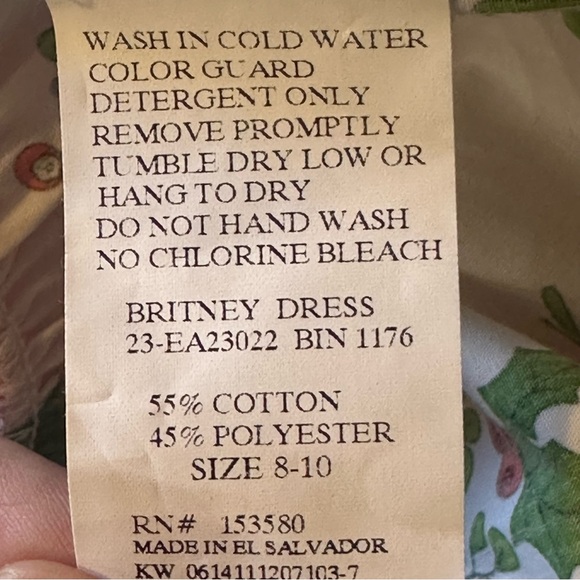 WASH IN COLD WATER
COLOR GUARD
DETERGENT ONLY
REMOVE PROMPTLY
TUMBLE DRY LOW OR
HANG TO DRY
DO NOT HAND WASH
NO CHLORINE BLEACH
BRITNEY DRESS
23-EA23022 BIN 1176
55% COTTON
45% POLYESTER
SIZE 8-10
RN# 153580
MADE IN EL SALVADOR
KW 0614111207103-7